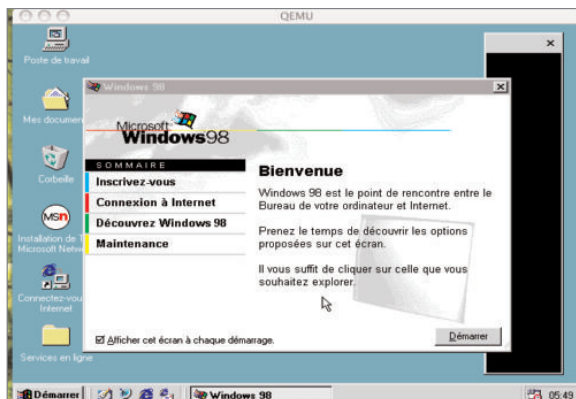 QEMU
Poste de travail
Mes documen
Corbeille
MSN
Installation de T
Microsoft Netw
Connectez-vou
Internet
Services en ligne
Windows 98
Microsoft
Windows98
SOMMAIRE
Inscrivez-vous
Connexion à Internet
Découvrez Windows 98
Maintenance
Bienvenue
Windows 98 est le point de rencontre entre le
Bureau de votre ordinateur et Internet.
Prenez le temps de découvrir les options
proposées sur cet écran.
Il vous suffit de cliquer sur celle que vous
souhaitez explorer.
Afficher cet écran à chaque démarrage.
Démarrer
Démarrer
Windows 98
05:49